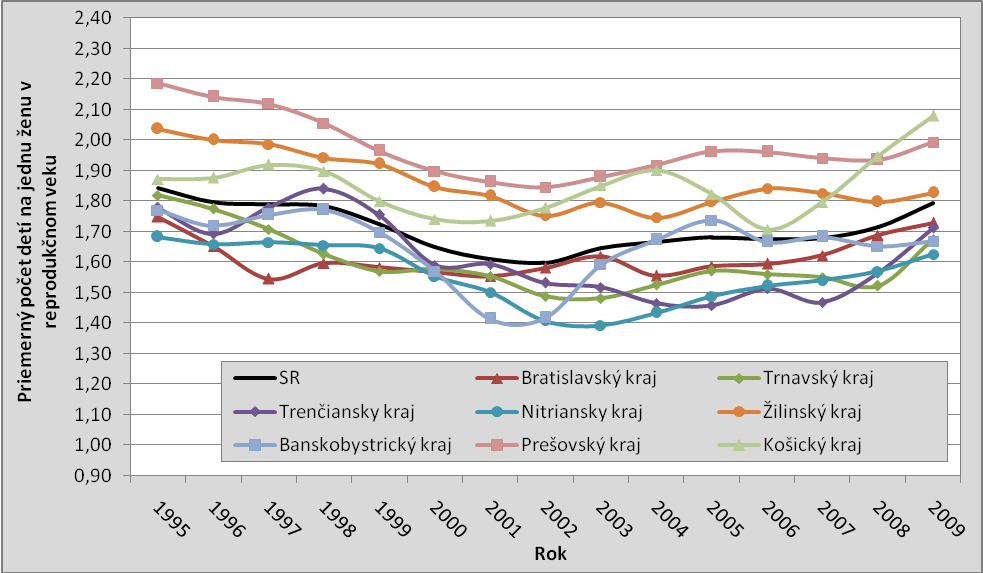 Priemerný počet detí na jednu ženu v
reprodukčnom veku
2,40
2,30
2,20
2,10
2,00
1,90
1,80
1,70
1,60
1,50
1,40
1,30
1,20
1,10
1,00
0,90
SR
Bratislavský kraj
Trnavský kraj
Trenčiansky kraj
Nitriansky kraj
Žilinský kraj
Banskobystrický kraj
Prešovský kraj
Košický kraj
1995
1996
1997
1998
1999
2000
2001
2002
2003
2004
2005
2006
2007
2008
2009
Rok